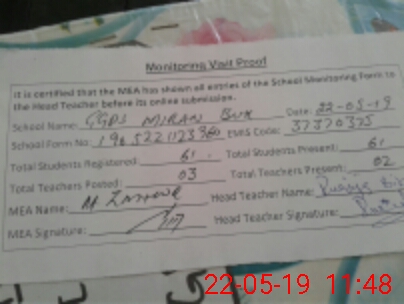 Monitoring Visit Proof
It is certified that the MEA has shown all entries of the School Monitoring Form to
the Head Teacher before its online submission.
School Name: GGPS MIRAN BUX Date: 22-05-19
School Form No: EMIS Code: 37370375
Total Students Registered: 61 Total Students Present: 61
Total Teachers Posted: 03 Total Teachers Present: 02
MEA Name: Head Teacher Name:
MEA Signature: Head Teacher Signature:
22-05-19 11:48